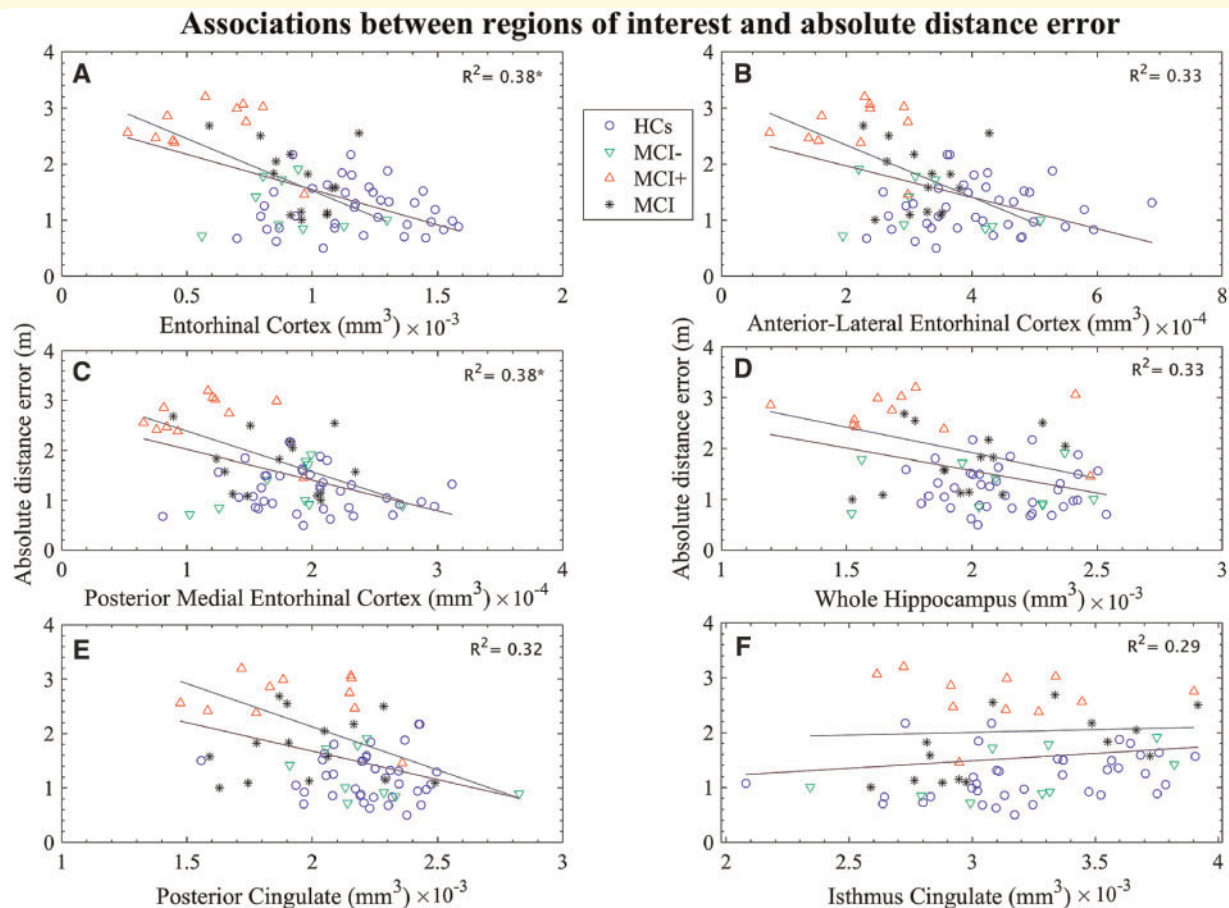 Associations between regions of interest and absolute distance error
A
R² = 0.38*
4
3
2
1
0
0 0.5 1 1.5 2
Entorhinal Cortex (mm³) ×10⁻³
HCs
MCI-
MCI+
MCI
B
R² = 0.33
4
3
2
1
0
0 2 4 6 8
Anterior-Lateral Entorhinal Cortex (mm³) ×10⁻⁴
Absolute distance error (m)
C
R² = 0.38*
4
3
2
1
0
0 1 2 3 4
Posterior Medial Entorhinal Cortex (mm³) ×10⁻⁴
Absolute distance error (m)
D
R² = 0.33
4
3
2
1
0
1 1.5 2 2.5 3
Whole Hippocampus (mm³) ×10⁻³
E
R² = 0.32
4
3
2
1
0
1 1.5 2 2.5 3
Posterior Cingulate (mm³) ×10⁻³
F
R² = 0.29
4
3
2
1
0
2 2.5 3 3.5 4
Isthmus Cingulate (mm³) ×10⁻³